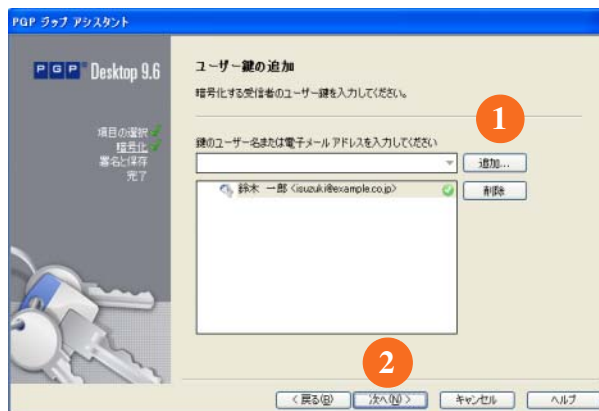 PGP ラップ アシスタント
PGP Desktop 9.6
項目の選択
暗号化
署名と保存
完了
ユーザー鍵の追加
暗号化する受信者のユーザー鍵を入力してください。
1
鍵のユーザー名または電子メール アドレスを入力してください
追加...
鈴木 一郎 <isuzuki@example.co.jp>
削除
2
< 戻る(B)
次へ(N) >
キャンセル
ヘルプ